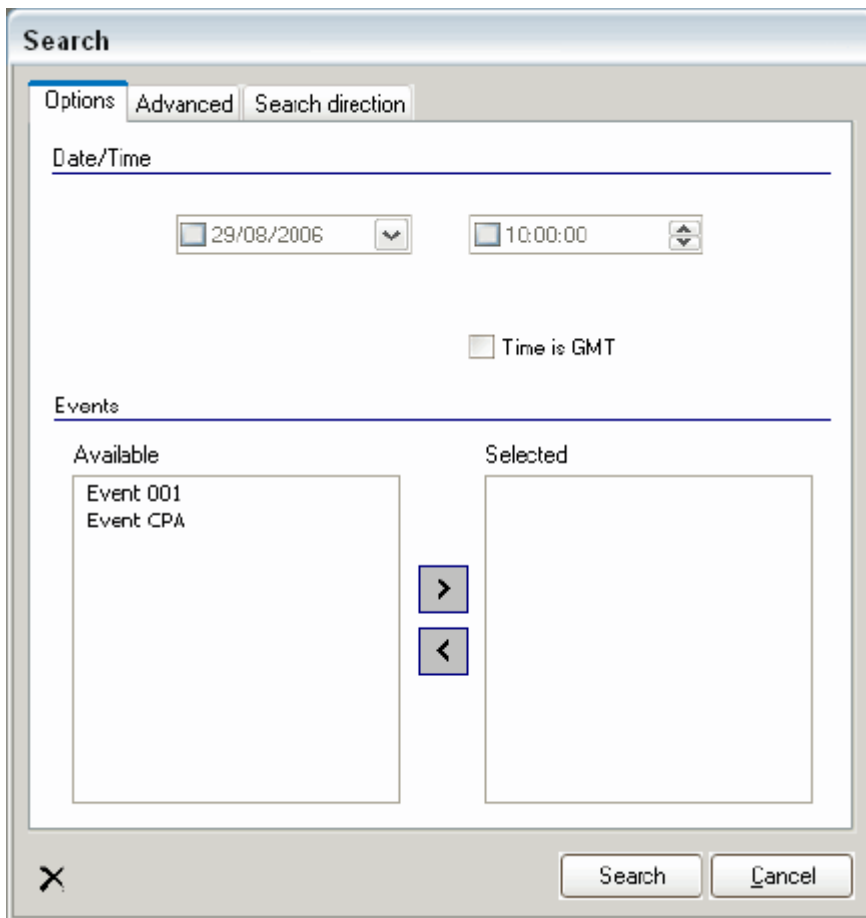 Search
Options Advanced Search direction
Date/Time
29/08/2006 10:00:00
Time is GMT
Events
Available Selected
Event 001
Event CPA
>
<
Search Cancel